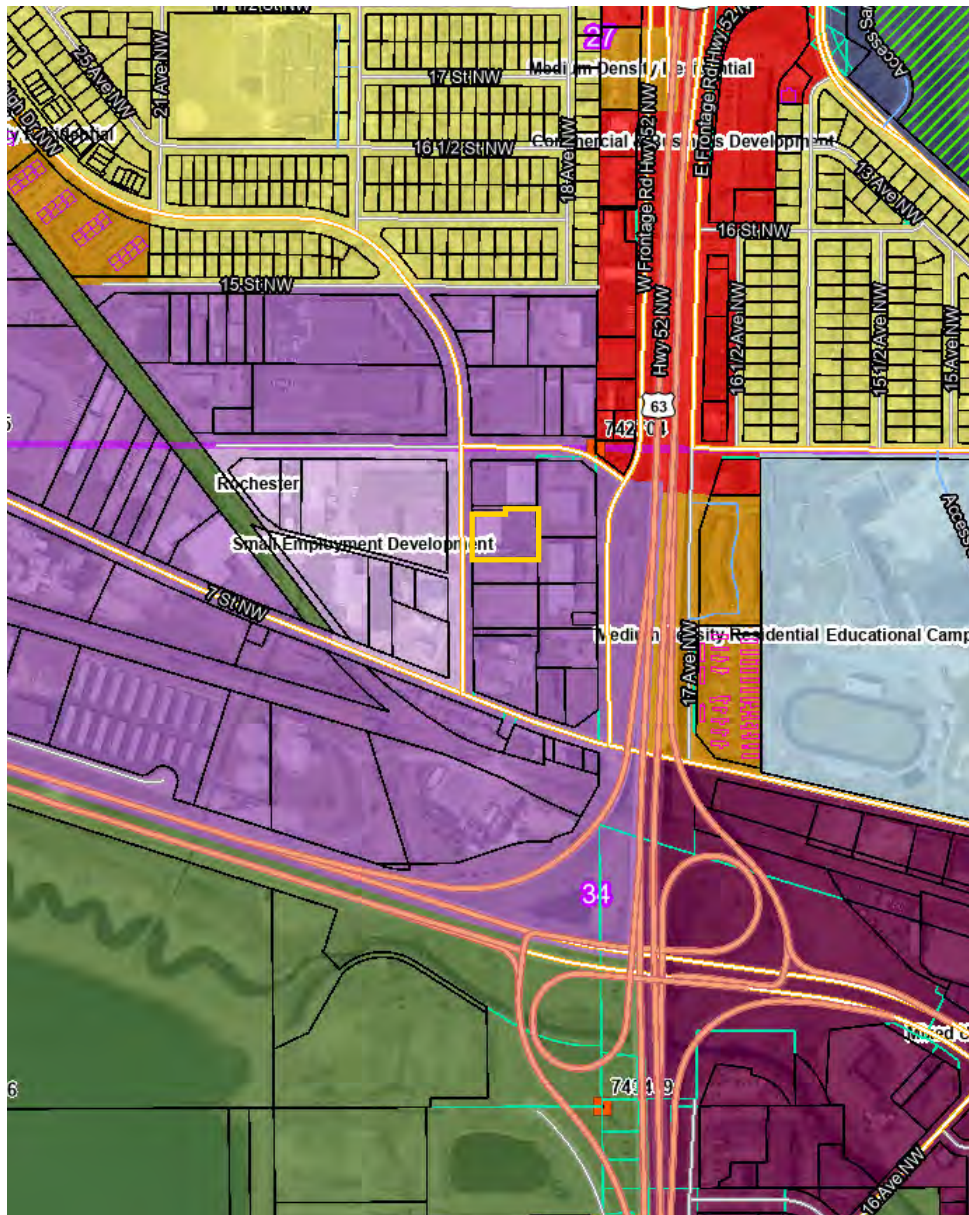 21 Ave NW
25 Ave NW
27
17 St NW
Medium Density Residential
Access
16 1/2 St NW
18 Ave NW
Commercial & Business Development
W Frontage Rd Hwy 52 NW
E Frontage Rd Hwy 52 NW
13 Ave NW
16 St NW
15 St NW
Hwy 52 NW
16 1/2 Ave NW
15 1/2 Ave NW
15 Ave NW
63
Rochester
Small Employment Development
Access
7 St NW
Medium Density Residential
Educational Camp
17 Ave NW
34
6
16 Ave NW